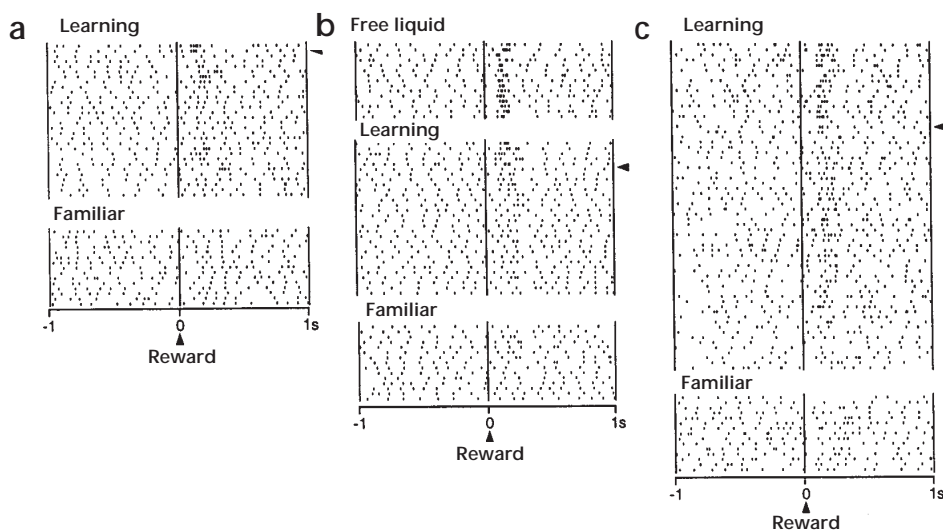 a
Learning
Familiar
-1 0 1s
Reward
b
Free liquid
Learning
Familiar
-1 0 1s
Reward
c
Learning
Familiar
-1 0 1s
Reward